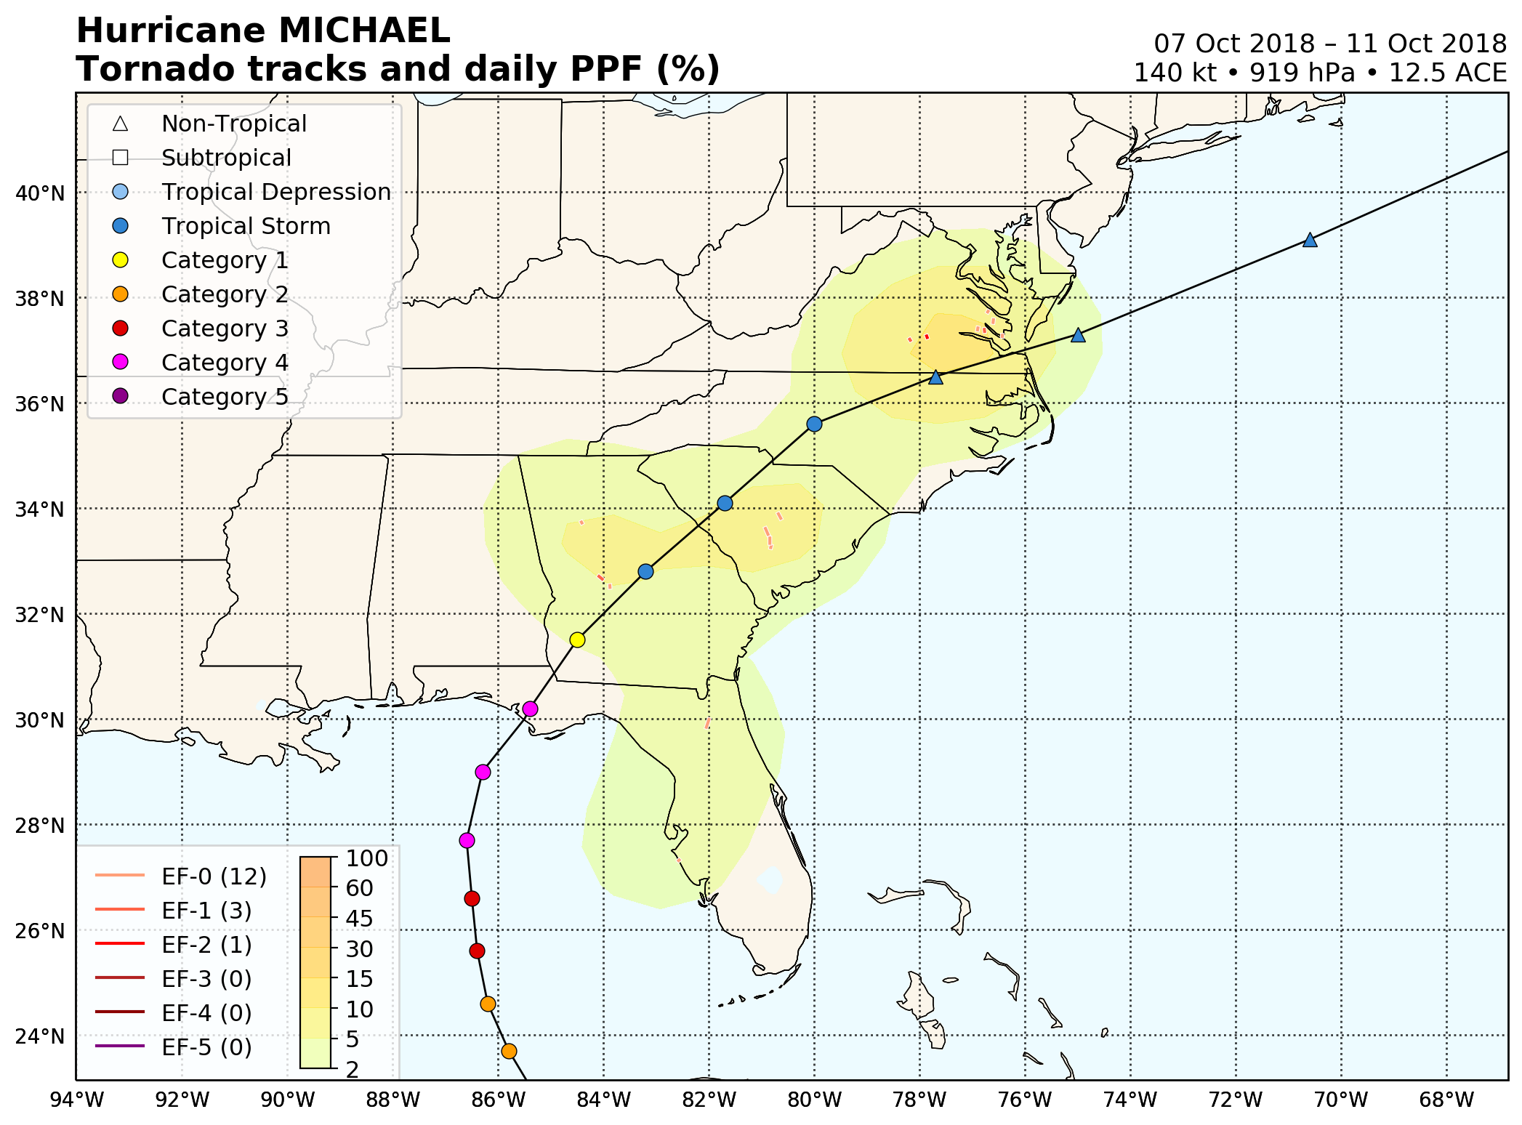 Hurricane MICHAEL
Tornado tracks and daily PPF (%)
07 Oct 2018 – 11 Oct 2018
140 kt • 919 hPa • 12.5 ACE
Non-Tropical
Subtropical
Tropical Depression
Tropical Storm
Category 1
Category 2
Category 3
Category 4
Category 5
40°N
38°N
36°N
34°N
32°N
30°N
28°N
26°N
24°N
EF-0 (12)
EF-1 (3)
EF-2 (1)
EF-3 (0)
EF-4 (0)
EF-5 (0)
100
60
45
30
15
10
5
2
94°W 92°W 90°W 88°W 86°W 84°W 82°W 80°W 78°W 76°W 74°W 72°W 70°W 68°W